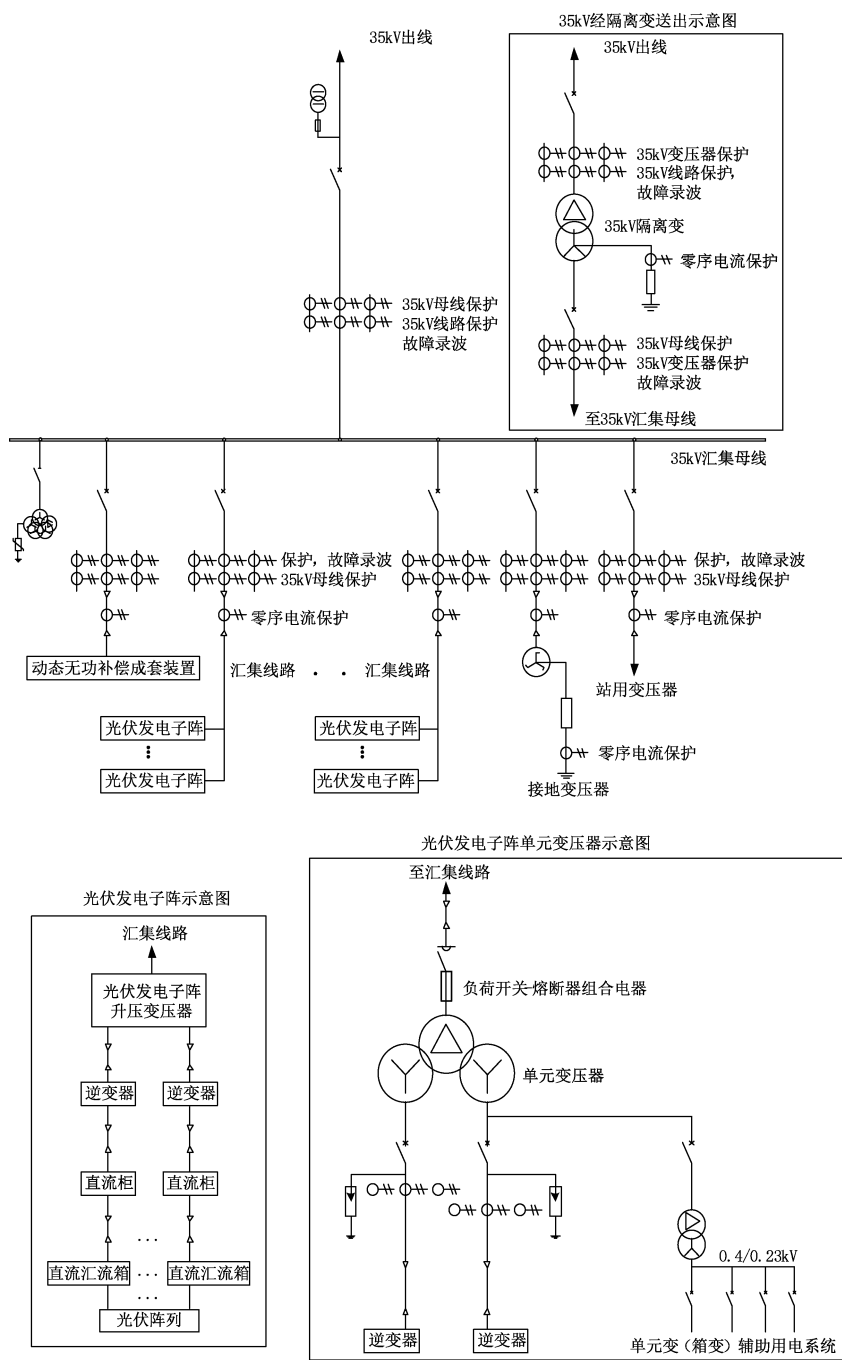 35kV经隔离变送出示意图
35kV出线
35kV出线
35kV变压器保护
35kV线路保护，
故障录波
35kV隔离变
零序电流保护
35kV母线保护
35kV线路保护
故障录波
35kV母线保护
35kV变压器保护
故障录波
至35kV汇集母线
35kV汇集母线
保护，故障录波
35kV母线保护
保护，故障录波
35kV母线保护
零序电流保护
零序电流保护
动态无功补偿成套装置
汇集线路 . . 汇集线路
站用变压器
光伏发电子阵
光伏发电子阵
零序电流保护
光伏发电子阵
光伏发电子阵
接地变压器
光伏发电子阵单元变压器示意图
至汇集线路
光伏发电子阵示意图
汇集线路
光伏发电子阵
升压变压器
负荷开关-熔断器组合电器
单元变压器
逆变器
逆变器
直流柜
直流柜
...
直流汇流箱 ... 直流汇流箱
...
光伏阵列
0.4/0.23kV
逆变器
逆变器
单元变（箱变）辅助用电系统